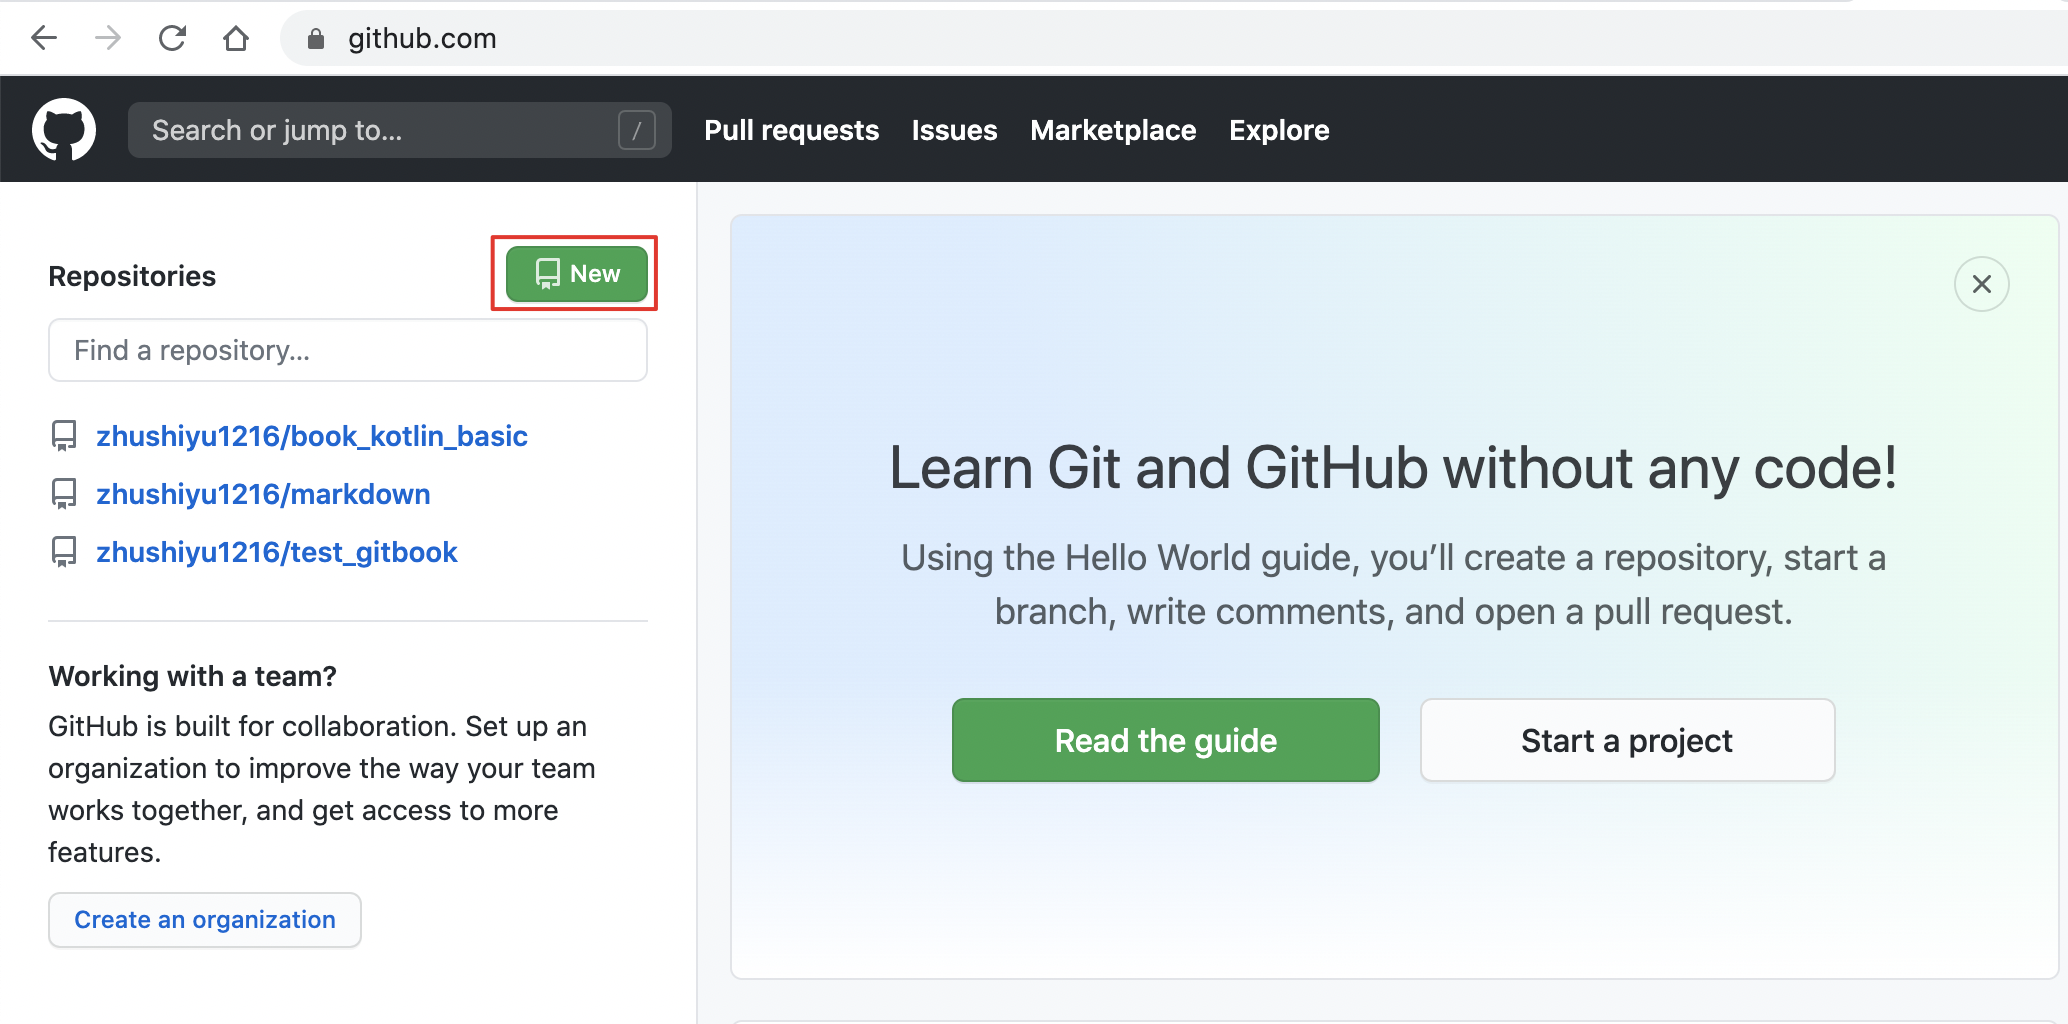 github.com
Search or jump to...
/
Pull requests
Issues
Marketplace
Explore
Repositories
New
Find a repository...
zhushiyu1216/book_kotlin_basic
zhushiyu1216/markdown
zhushiyu1216/test_gitbook
Working with a team?
GitHub is built for collaboration. Set up an
organization to improve the way your team
works together, and get access to more
features.
Create an organization
Learn Git and GitHub without any code!
Using the Hello World guide, you’ll create a repository, start a
branch, write comments, and open a pull request.
Read the guide
Start a project